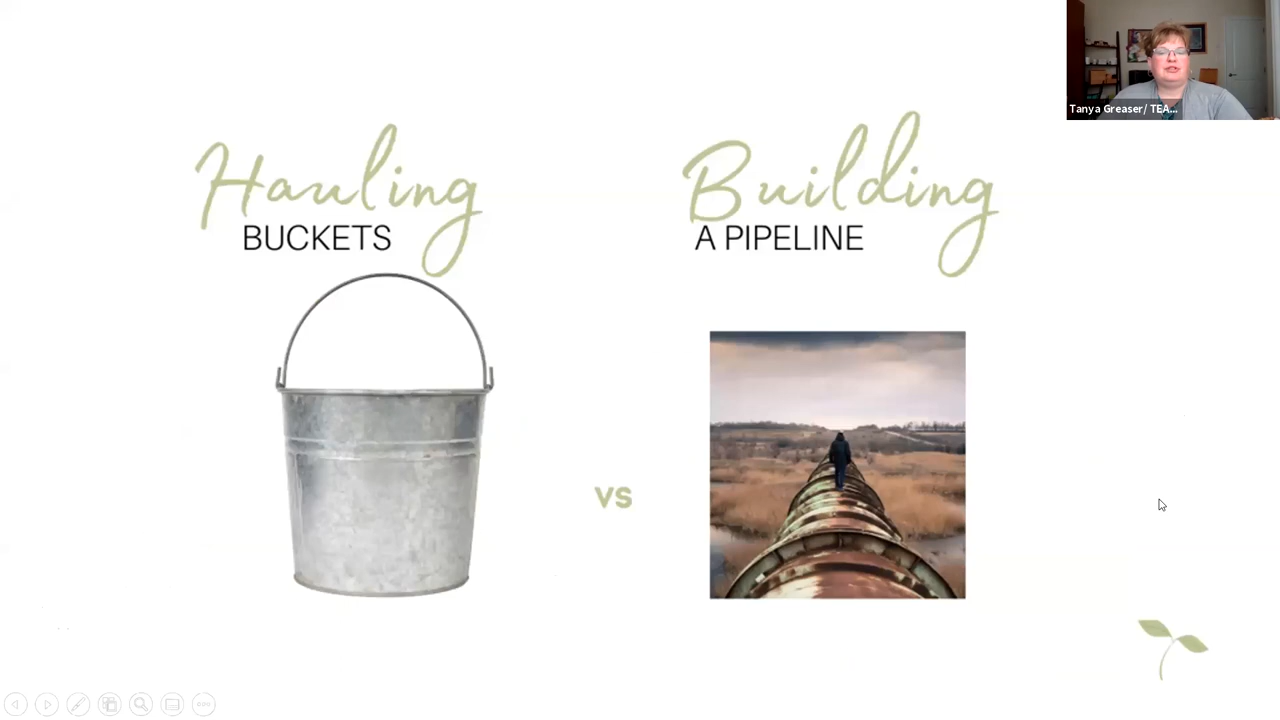 Hauling
BUCKETS
Building
A PIPELINE
vs
Tanya Greaser/ TEA...